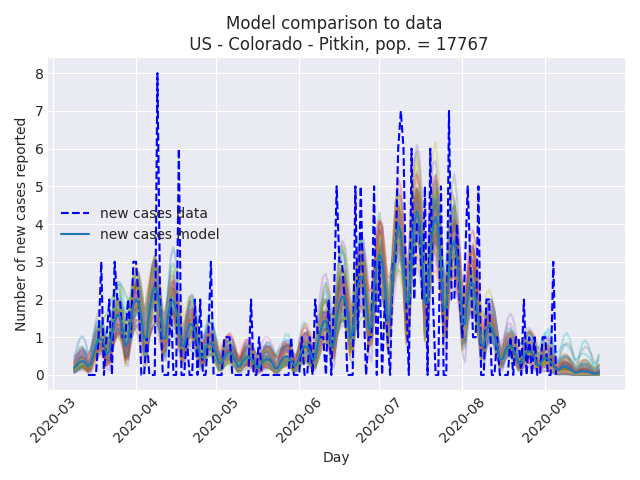 Model comparison to data
US - Colorado - Pitkin, pop. = 17767
Number of new cases reported
8
7
6
5
4
3
2
1
0
new cases data
new cases model
2020-03
2020-04
2020-05
2020-06
2020-07
2020-08
2020-09
Day